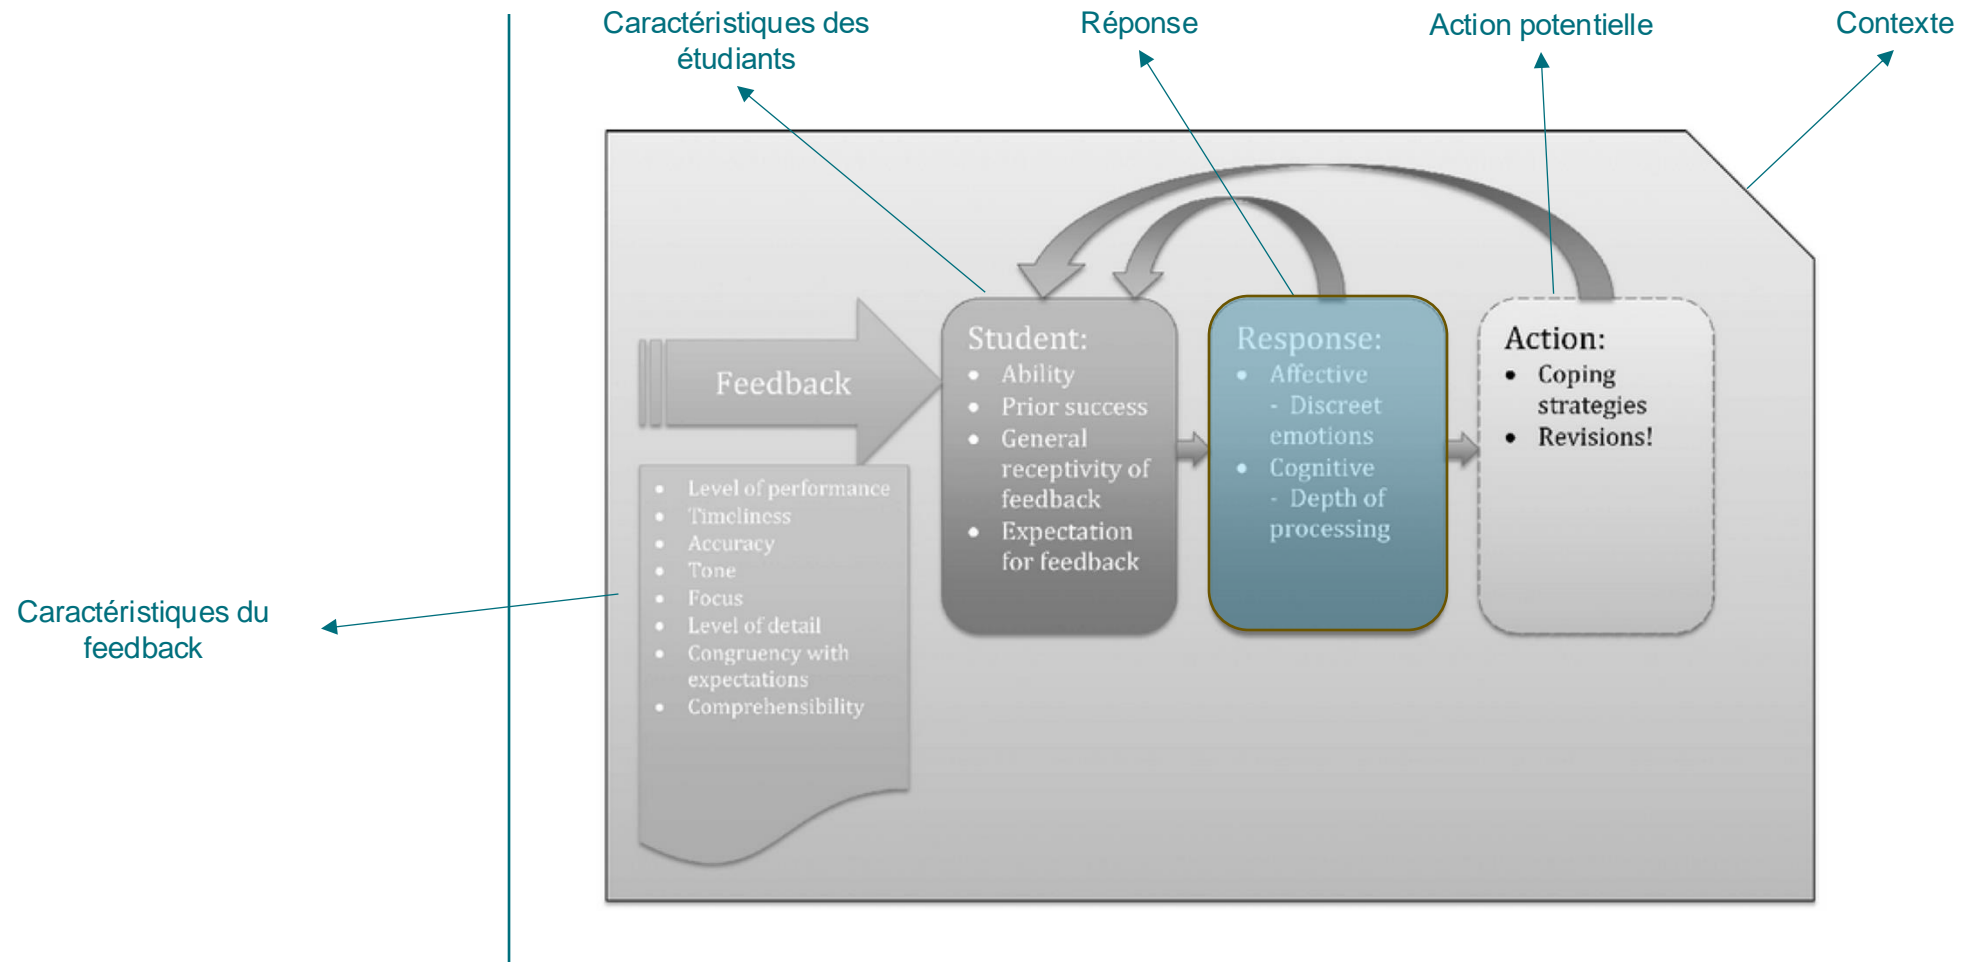 Caractéristiques des
étudiants
Réponse
Action potentielle
Contexte
Caractéristiques du
feedback
Feedback
• Level of performance
• Timeliness
• Accuracy
• Tone
• Focus
• Level of detail
• Congruency with
expectations
• Comprehensibility
Student:
• Ability
• Prior success
• General
receptivity of
feedback
• Expectation
for feedback
Response:
• Affective
- Discreet
emotions
• Cognitive
- Depth of
processing
Action:
• Coping
strategies
• Revisions!